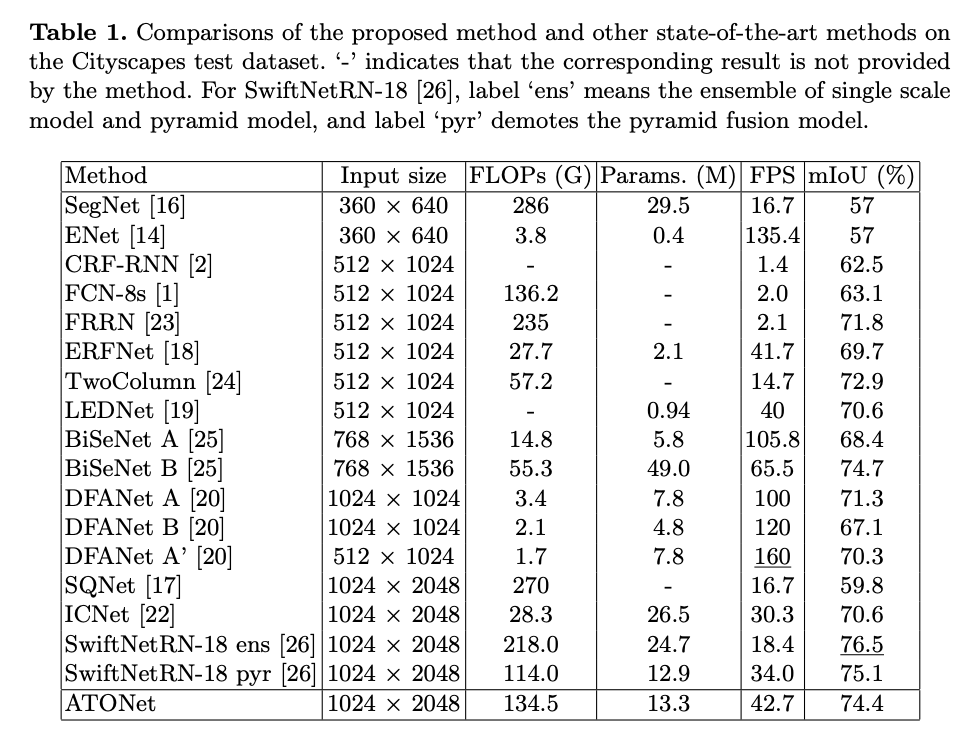 Table 1. Comparisons of the proposed method and other state-of-the-art methods on
the Cityscapes test dataset. ‘-’ indicates that the corresponding result is not provided
by the method. For SwiftNetRN-18 [26], label ‘ens’ means the ensemble of single scale
model and pyramid model, and label ‘pyr’ demotes the pyramid fusion model.
Method Input size FLOPs (G) Params. (M) FPS mIoU (%)
SegNet [16] 360 × 640 286 29.5 16.7 57
ENet [14] 360 × 640 3.8 0.4 135.4 57
CRF-RNN [2] 512 × 1024 - - 1.4 62.5
FCN-8s [1] 512 × 1024 136.2 - 2.0 63.1
FRRN [23] 512 × 1024 235 - 2.1 71.8
ERFNet [18] 512 × 1024 27.7 2.1 41.7 69.7
TwoColumn [24] 512 × 1024 57.2 - 14.7 72.9
LEDNet [19] 512 × 1024 - 0.94 40 70.6
BiSeNet A [25] 768 × 1536 14.8 5.8 105.8 68.4
BiSeNet B [25] 768 × 1536 55.3 49.0 65.5 74.7
DFANet A [20] 1024 × 1024 3.4 7.8 100 71.3
DFANet B [20] 1024 × 1024 2.1 4.8 120 67.1
DFANet A’ [20] 512 × 1024 1.7 7.8 160 70.3
SQNet [17] 1024 × 2048 270 - 16.7 59.8
ICNet [22] 1024 × 2048 28.3 26.5 30.3 70.6
SwiftNetRN-18 ens [26] 1024 × 2048 218.0 24.7 18.4 76.5
SwiftNetRN-18 pyr [26] 1024 × 2048 114.0 12.9 34.0 75.1
ATONet 1024 × 2048 134.5 13.3 42.7 74.4